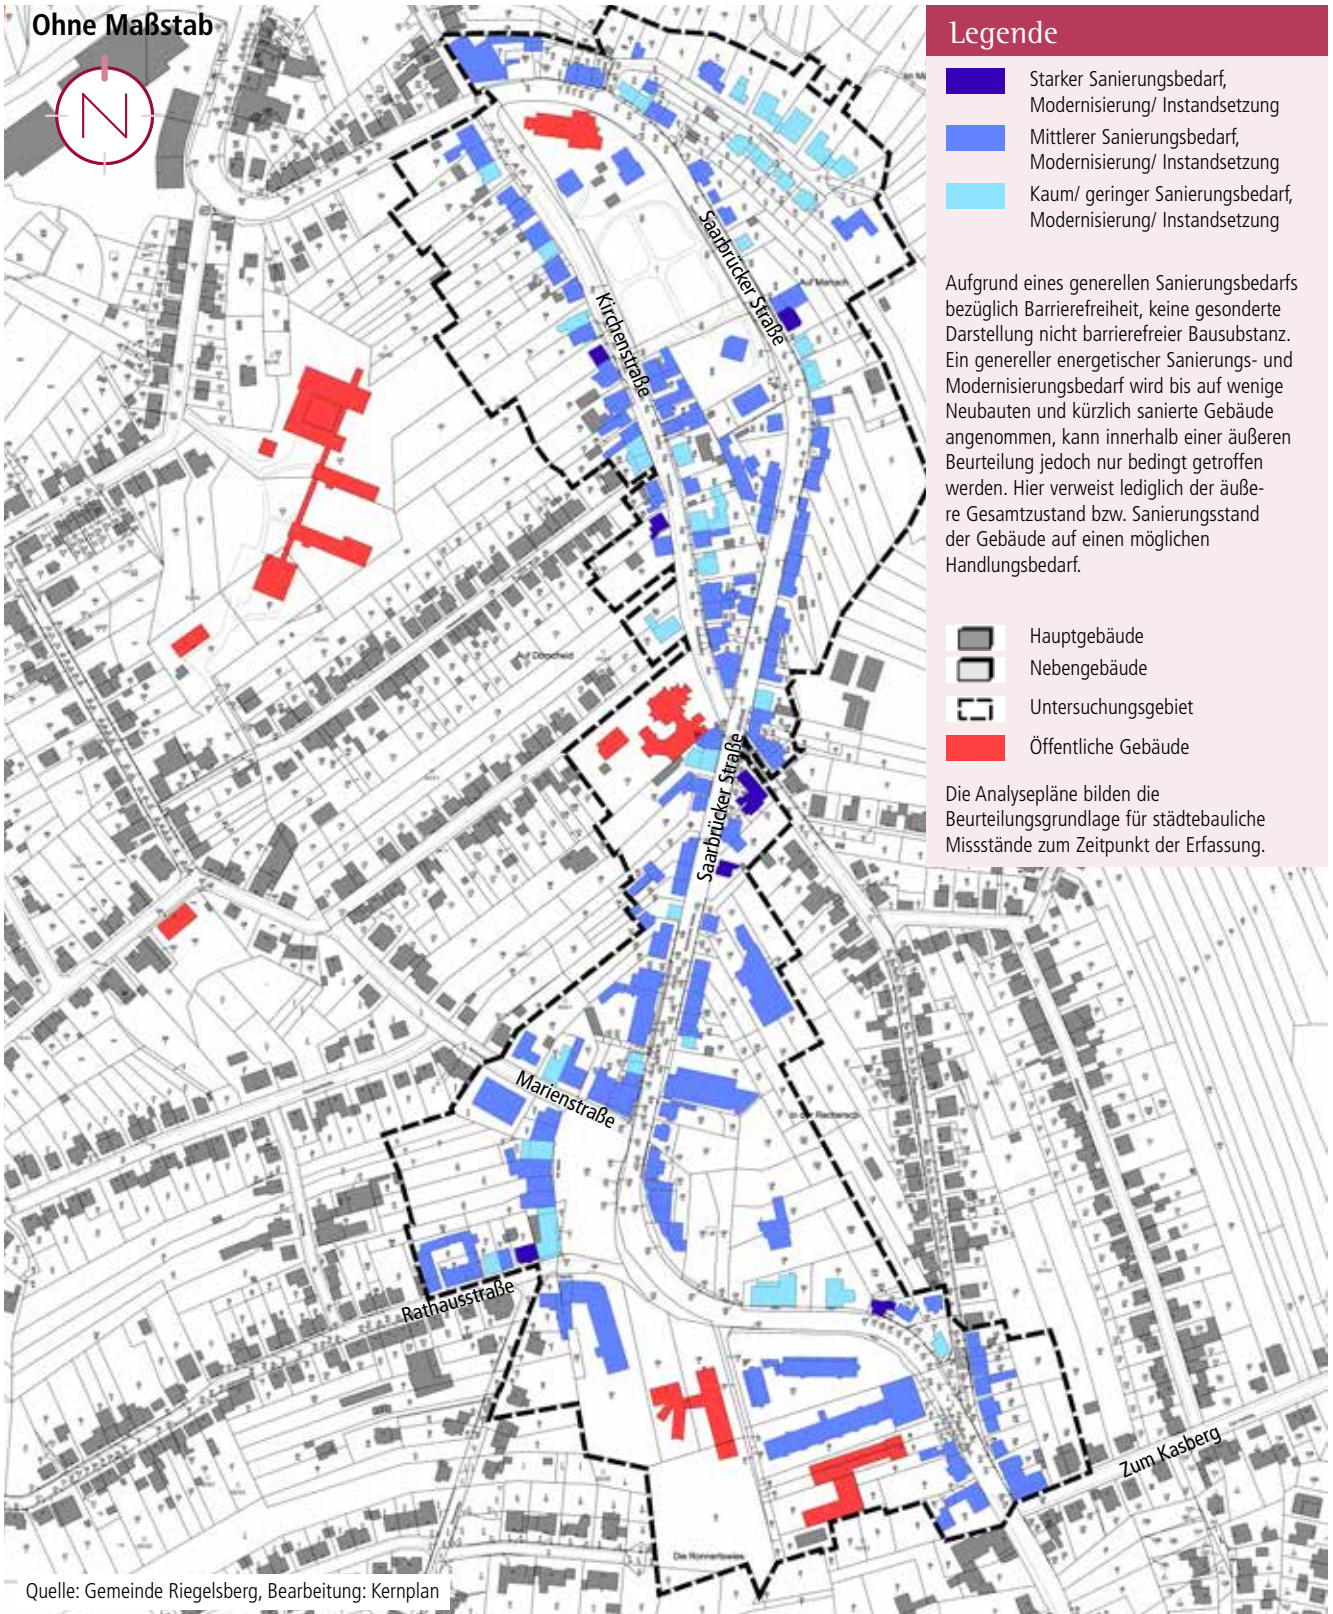 Ohne Maßstab
N
Legende
Starker Sanierungsbedarf,
Modernisierung/ Instandsetzung
Mittlerer Sanierungsbedarf,
Modernisierung/ Instandsetzung
Kaum/ geringer Sanierungsbedarf,
Modernisierung/ Instandsetzung
Aufgrund eines generellen Sanierungsbedarfs
bezüglich Barrierefreiheit, keine gesonderte
Darstellung nicht barrierefreier Bausubstanz.
Ein genereller energetischer Sanierungs- und
Modernisierungsbedarf wird bis auf wenige
Neubauten und kürzlich sanierte Gebäude
angenommen, kann innerhalb einer äußeren
Beurteilung jedoch nur bedingt getroffen
werden. Hier verweist lediglich der äuße-
re Gesamtzustand bzw. Sanierungsstand
der Gebäude auf einen möglichen
Handlungsbedarf.
Hauptgebäude
Nebengebäude
Untersuchungsgebiet
Öffentliche Gebäude
Die Analysepläne bilden die
Beurteilungsgrundlage für städtebauliche
Missstände zum Zeitpunkt der Erfassung.
Saarbrücker Straße
Kirchenstraße
Auf Dörscheid
Saarbrücker Straße
Marienstraße
Rathausstraße
Zum Kasberg
Quelle: Gemeinde Riegelsberg, Bearbeitung: Kernplan